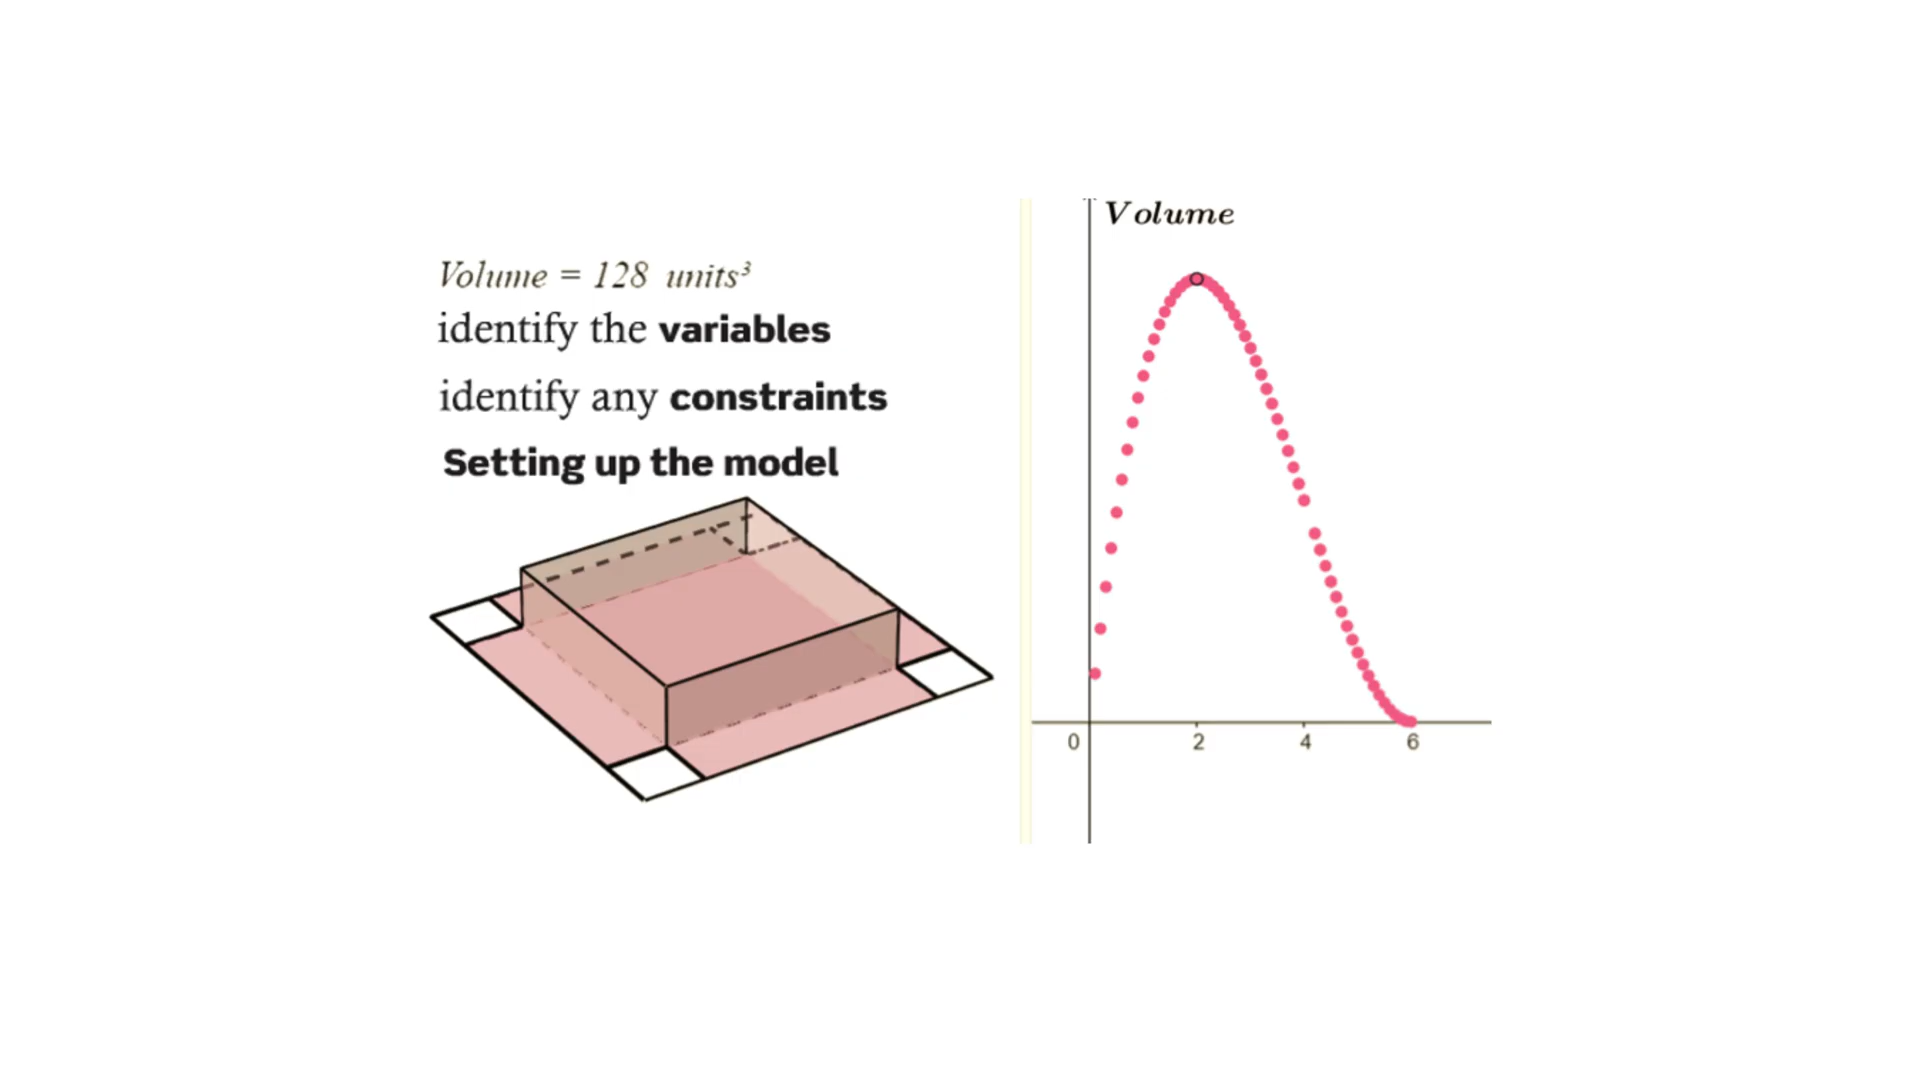 Volume = 128 units³
identify the variables
identify any constraints
Setting up the model
Volume
0 2 4 6